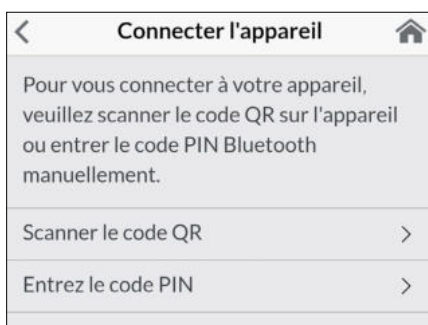 Connecter l'appareil
Pour vous connecter à votre appareil,
veuillez scanner le code QR sur l'appareil
ou entrer le code PIN Bluetooth
manuellement.
Scanner le code QR
Entrez le code PIN